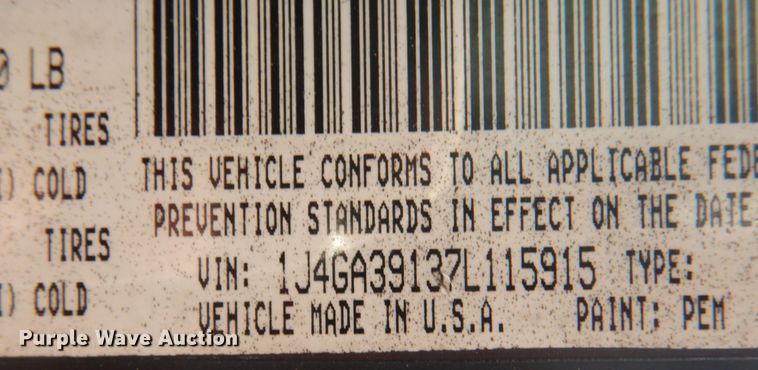 0 LB
TIRES
) COLD
TIRES
) COLD
THIS VEHICLE CONFORMS TO ALL APPLICABLE FEDE
PREVENTION STANDARDS IN EFFECT ON THE DATE
VIN: 1J4GA39137L115915 TYPE:
VEHICLE MADE IN U.S.A. PAINT: PEM
Purple Wave Auction